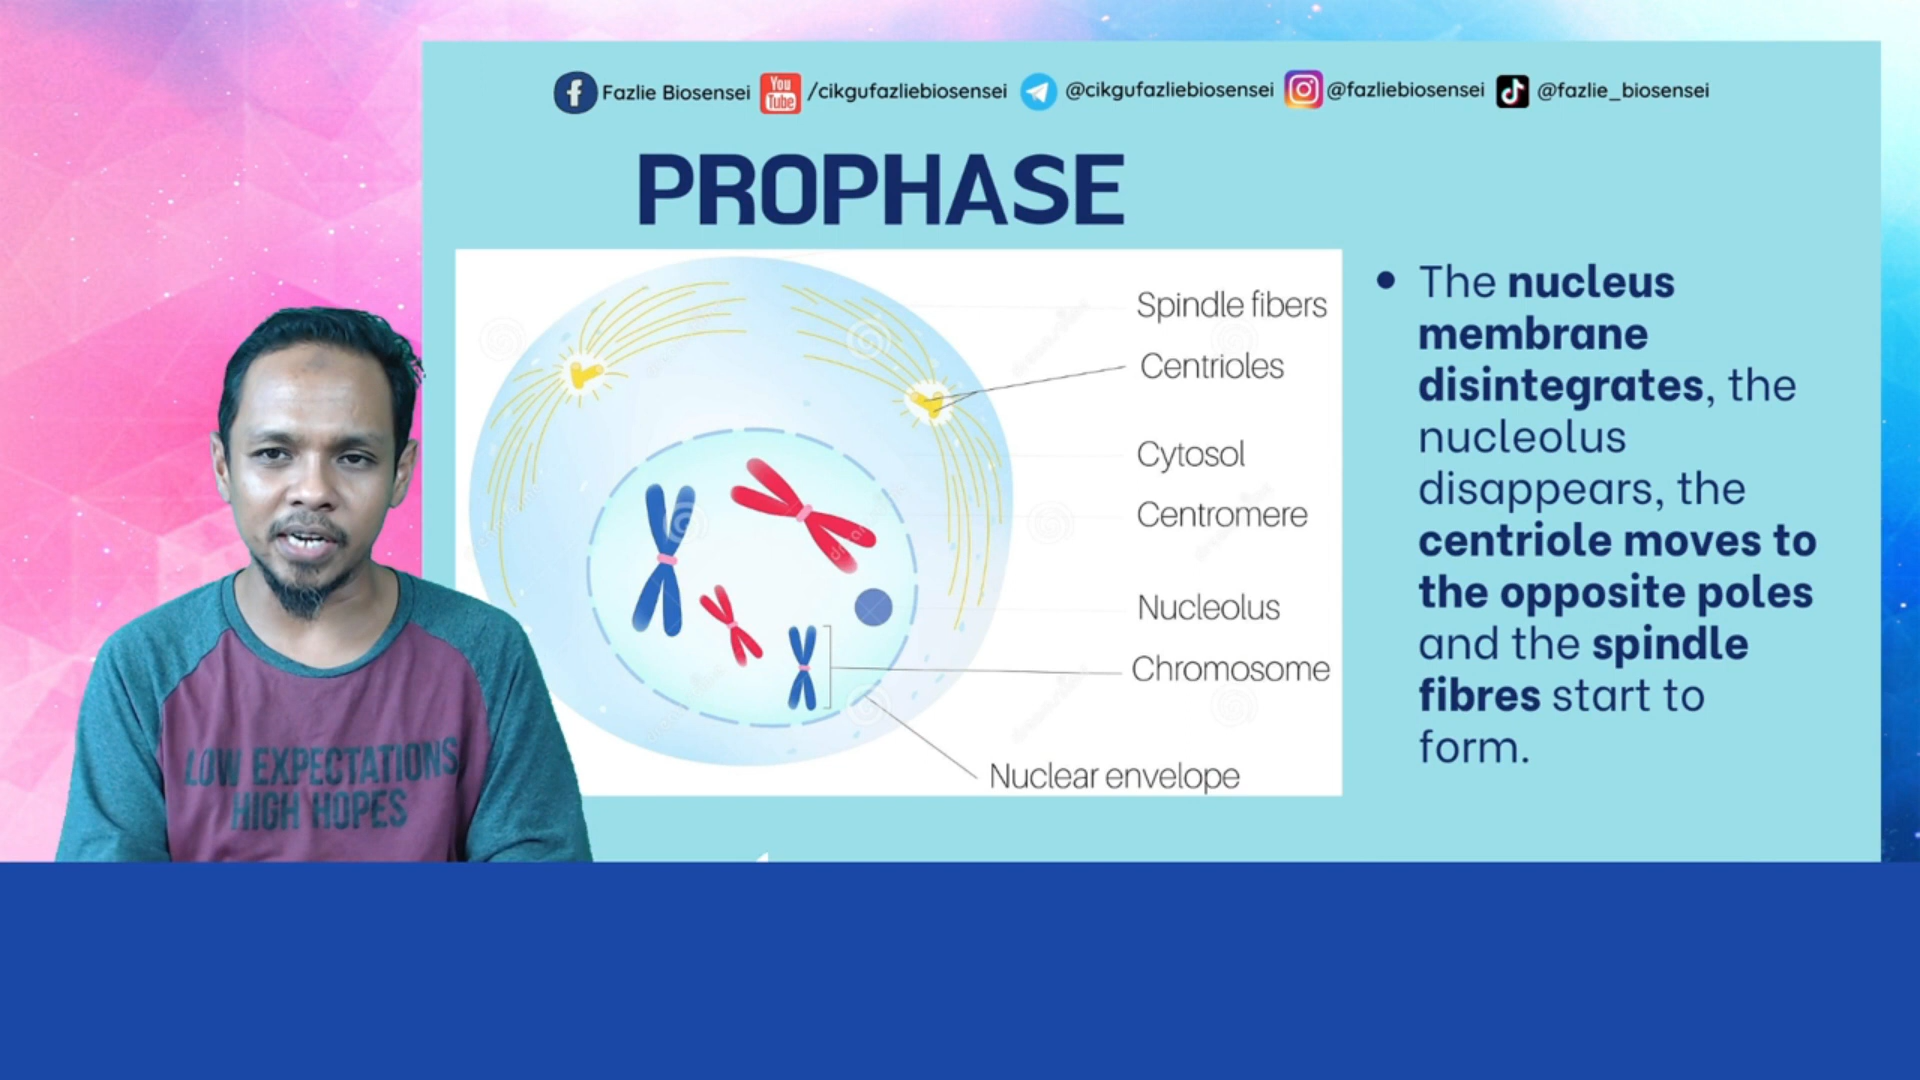 Fazlie Biosensei You Tube /cikgufazliebiosensei @cikgufazliebiosensei @fazliebiosensei @fazlie_biosensei
PROPHASE
Spindle fibers
Centrioles
Cytosol
Centromere
Nucleolus
Chromosome
Nuclear envelope
• The nucleus
membrane
disintegrates, the
nucleolus
disappears, the
centriole moves to
the opposite poles
and the spindle
fibres start to
form.
LOW EXPECTATIONS
HIGH HOPES